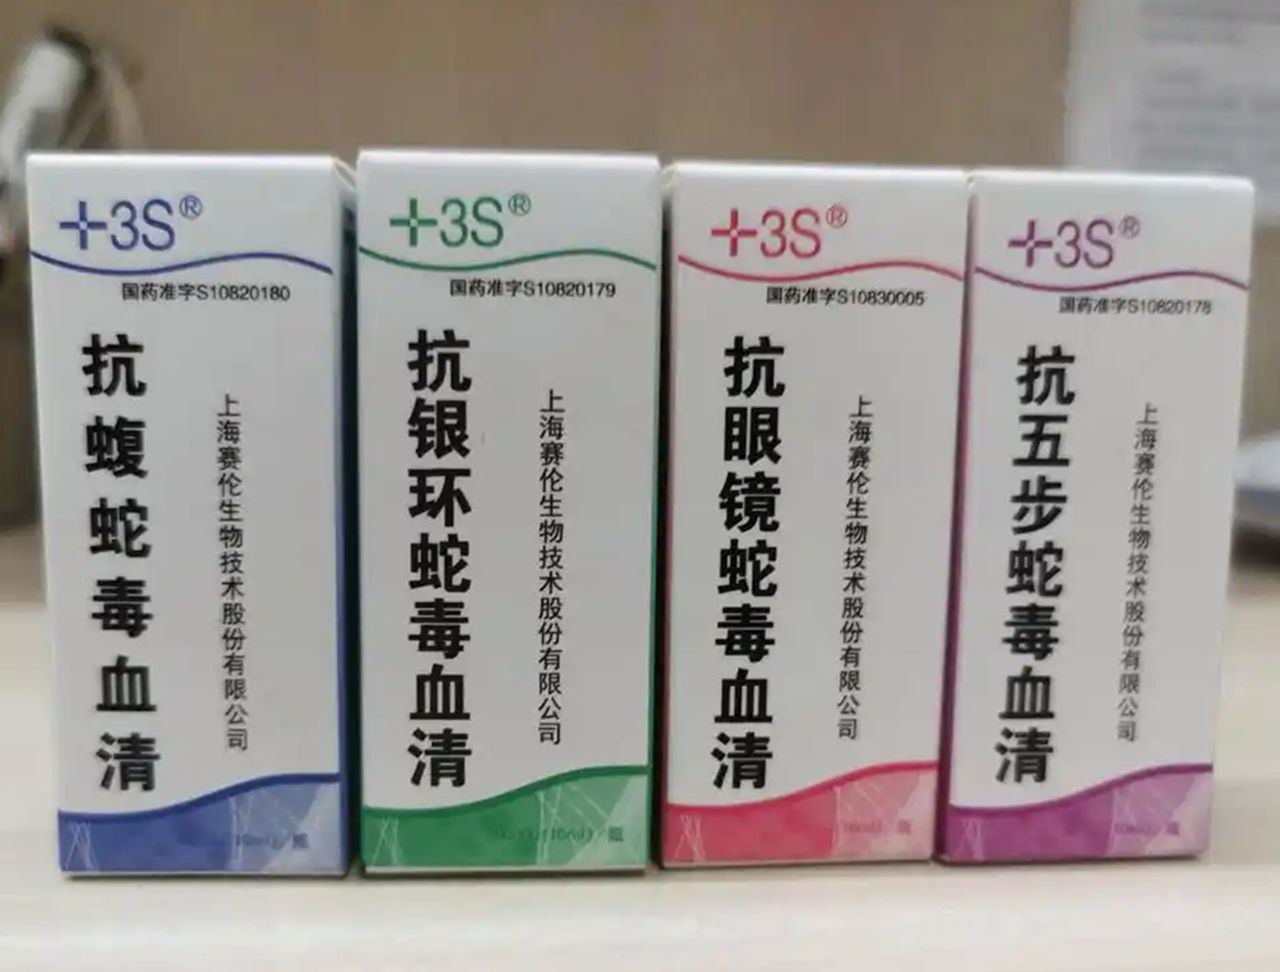 +3S®
国药准字S10820180
抗蝮蛇毒血清
上海赛伦生物技术股份有限公司
+3S®
国药准字S10820179
抗银环蛇毒血清
上海赛伦生物技术股份有限公司
+3S®
国药准字S10830005
抗眼镜蛇毒血清
上海赛伦生物技术股份有限公司
+3S®
国药准字S10820178
抗五步蛇毒血清
上海赛伦生物技术股份有限公司